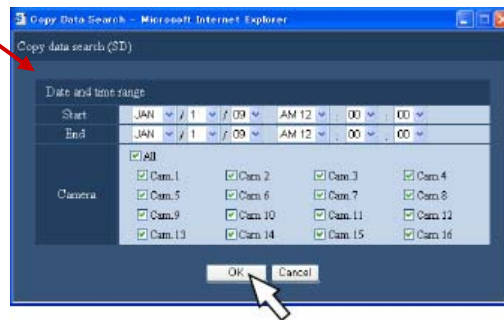 Copy Data Search - Microsoft Internet Explorer
Copy data search (SD)
Date and time range
Start JAN / 1 / 09 AM 12 : 00 : 00
End JAN / 1 / 09 AM 12 : 00 : 00
All
Camera
Cam.1 Cam 2 Cam.3 Cam 4
Cam.5 Cam 6 Cam.7 Cam 8
Cam.9 Cam 10 Cam.11 Cam 12
Cam.13 Cam 14 Cam 15 Cam 16
OK Cancel